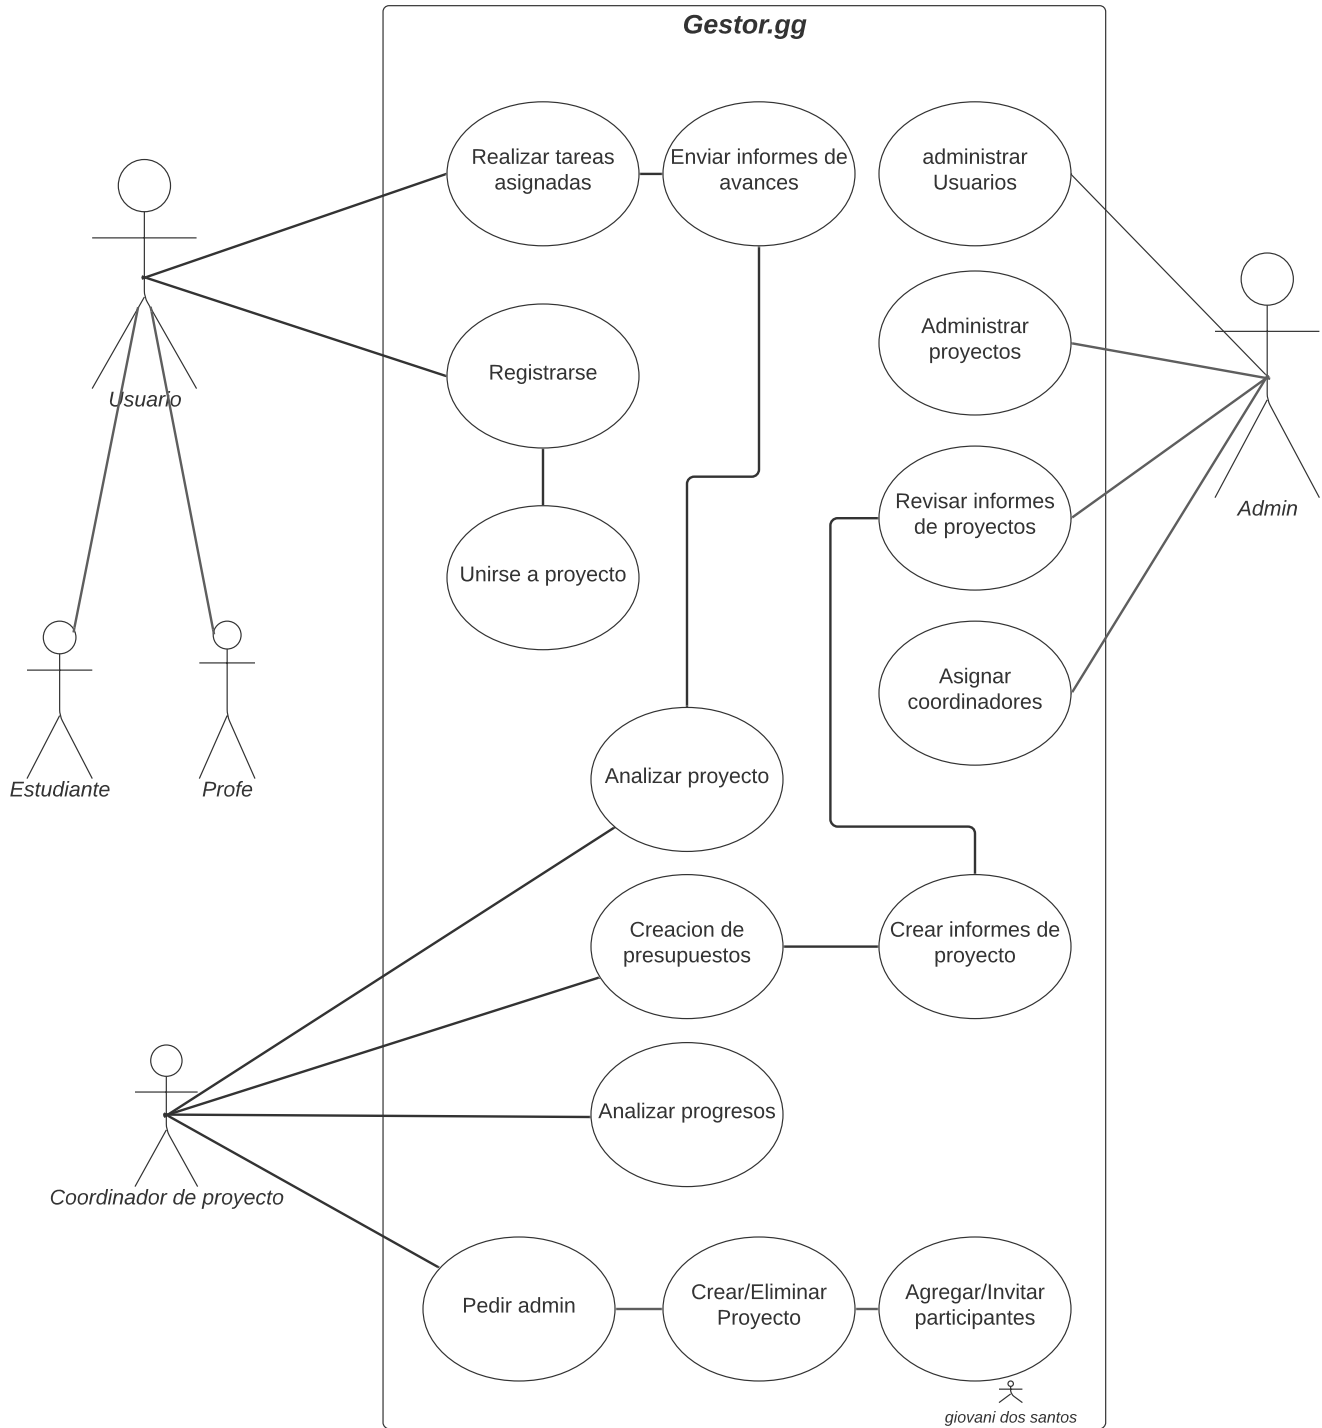 Gestor.gg
Realizar tareas
asignadas
Enviar informes de
avances
administrar
Usuarios
Administrar
proyectos
Registrarse
Usuario
Revisar informes
de proyectos
Admin
Unirse a proyecto
Asignar
coordinadores
Estudiante
Profe
Analizar proyecto
Creacion de
presupuestos
Crear informes de
proyecto
Analizar progresos
Coordinador de proyecto
Pedir admin
Crear/Eliminar
Proyecto
Agregar/Invitar
participantes
giovani dos santos